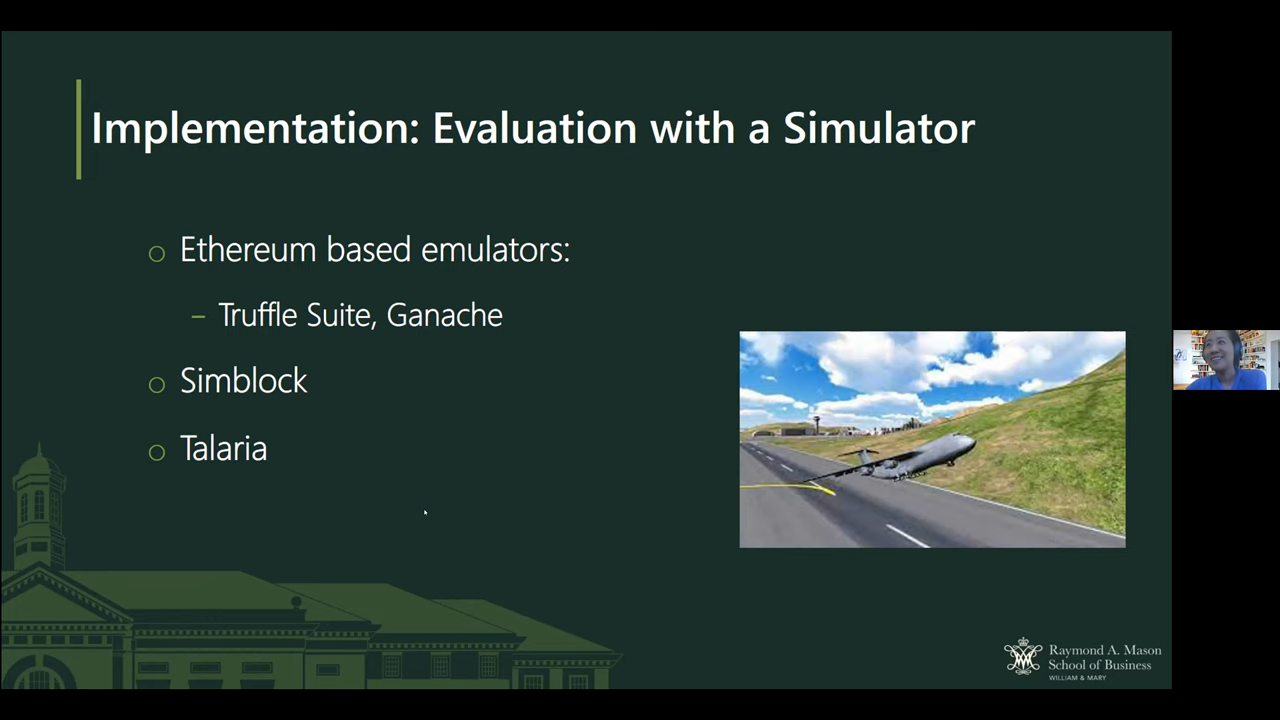 Implementation: Evaluation with a Simulator
o Ethereum based emulators:
– Truffle Suite, Ganache
o Simblock
o Talaria
Raymond A. Mason
School of Business
WILLIAM & MARY